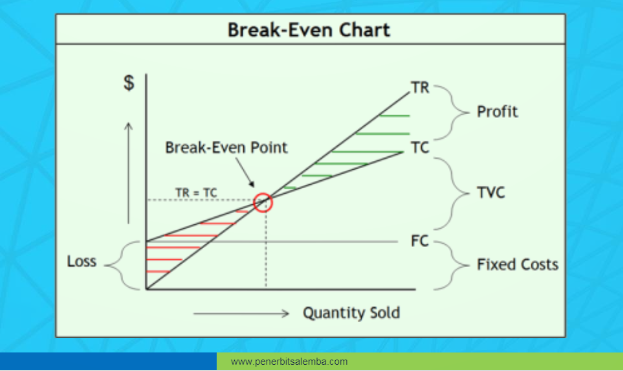 Break-Even Chart
$
TR
Profit
Break-Even Point
TC
TR = TC
TVC
FC
Loss
Fixed Costs
Quantity Sold
www.penerbitsalemba.com